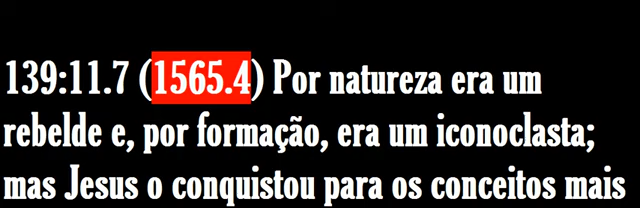 139:11.7 (1565.4) Por natureza era um
rebelde e, por formação, era um iconoclasta;
mas Jesus o conquistou para os conceitos mais